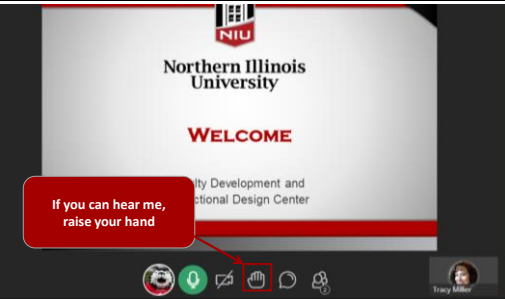 NIU
Northern Illinois
University
WELCOME
lty Development and
ctional Design Center
If you can hear me,
raise your hand
2
Tracy Miller